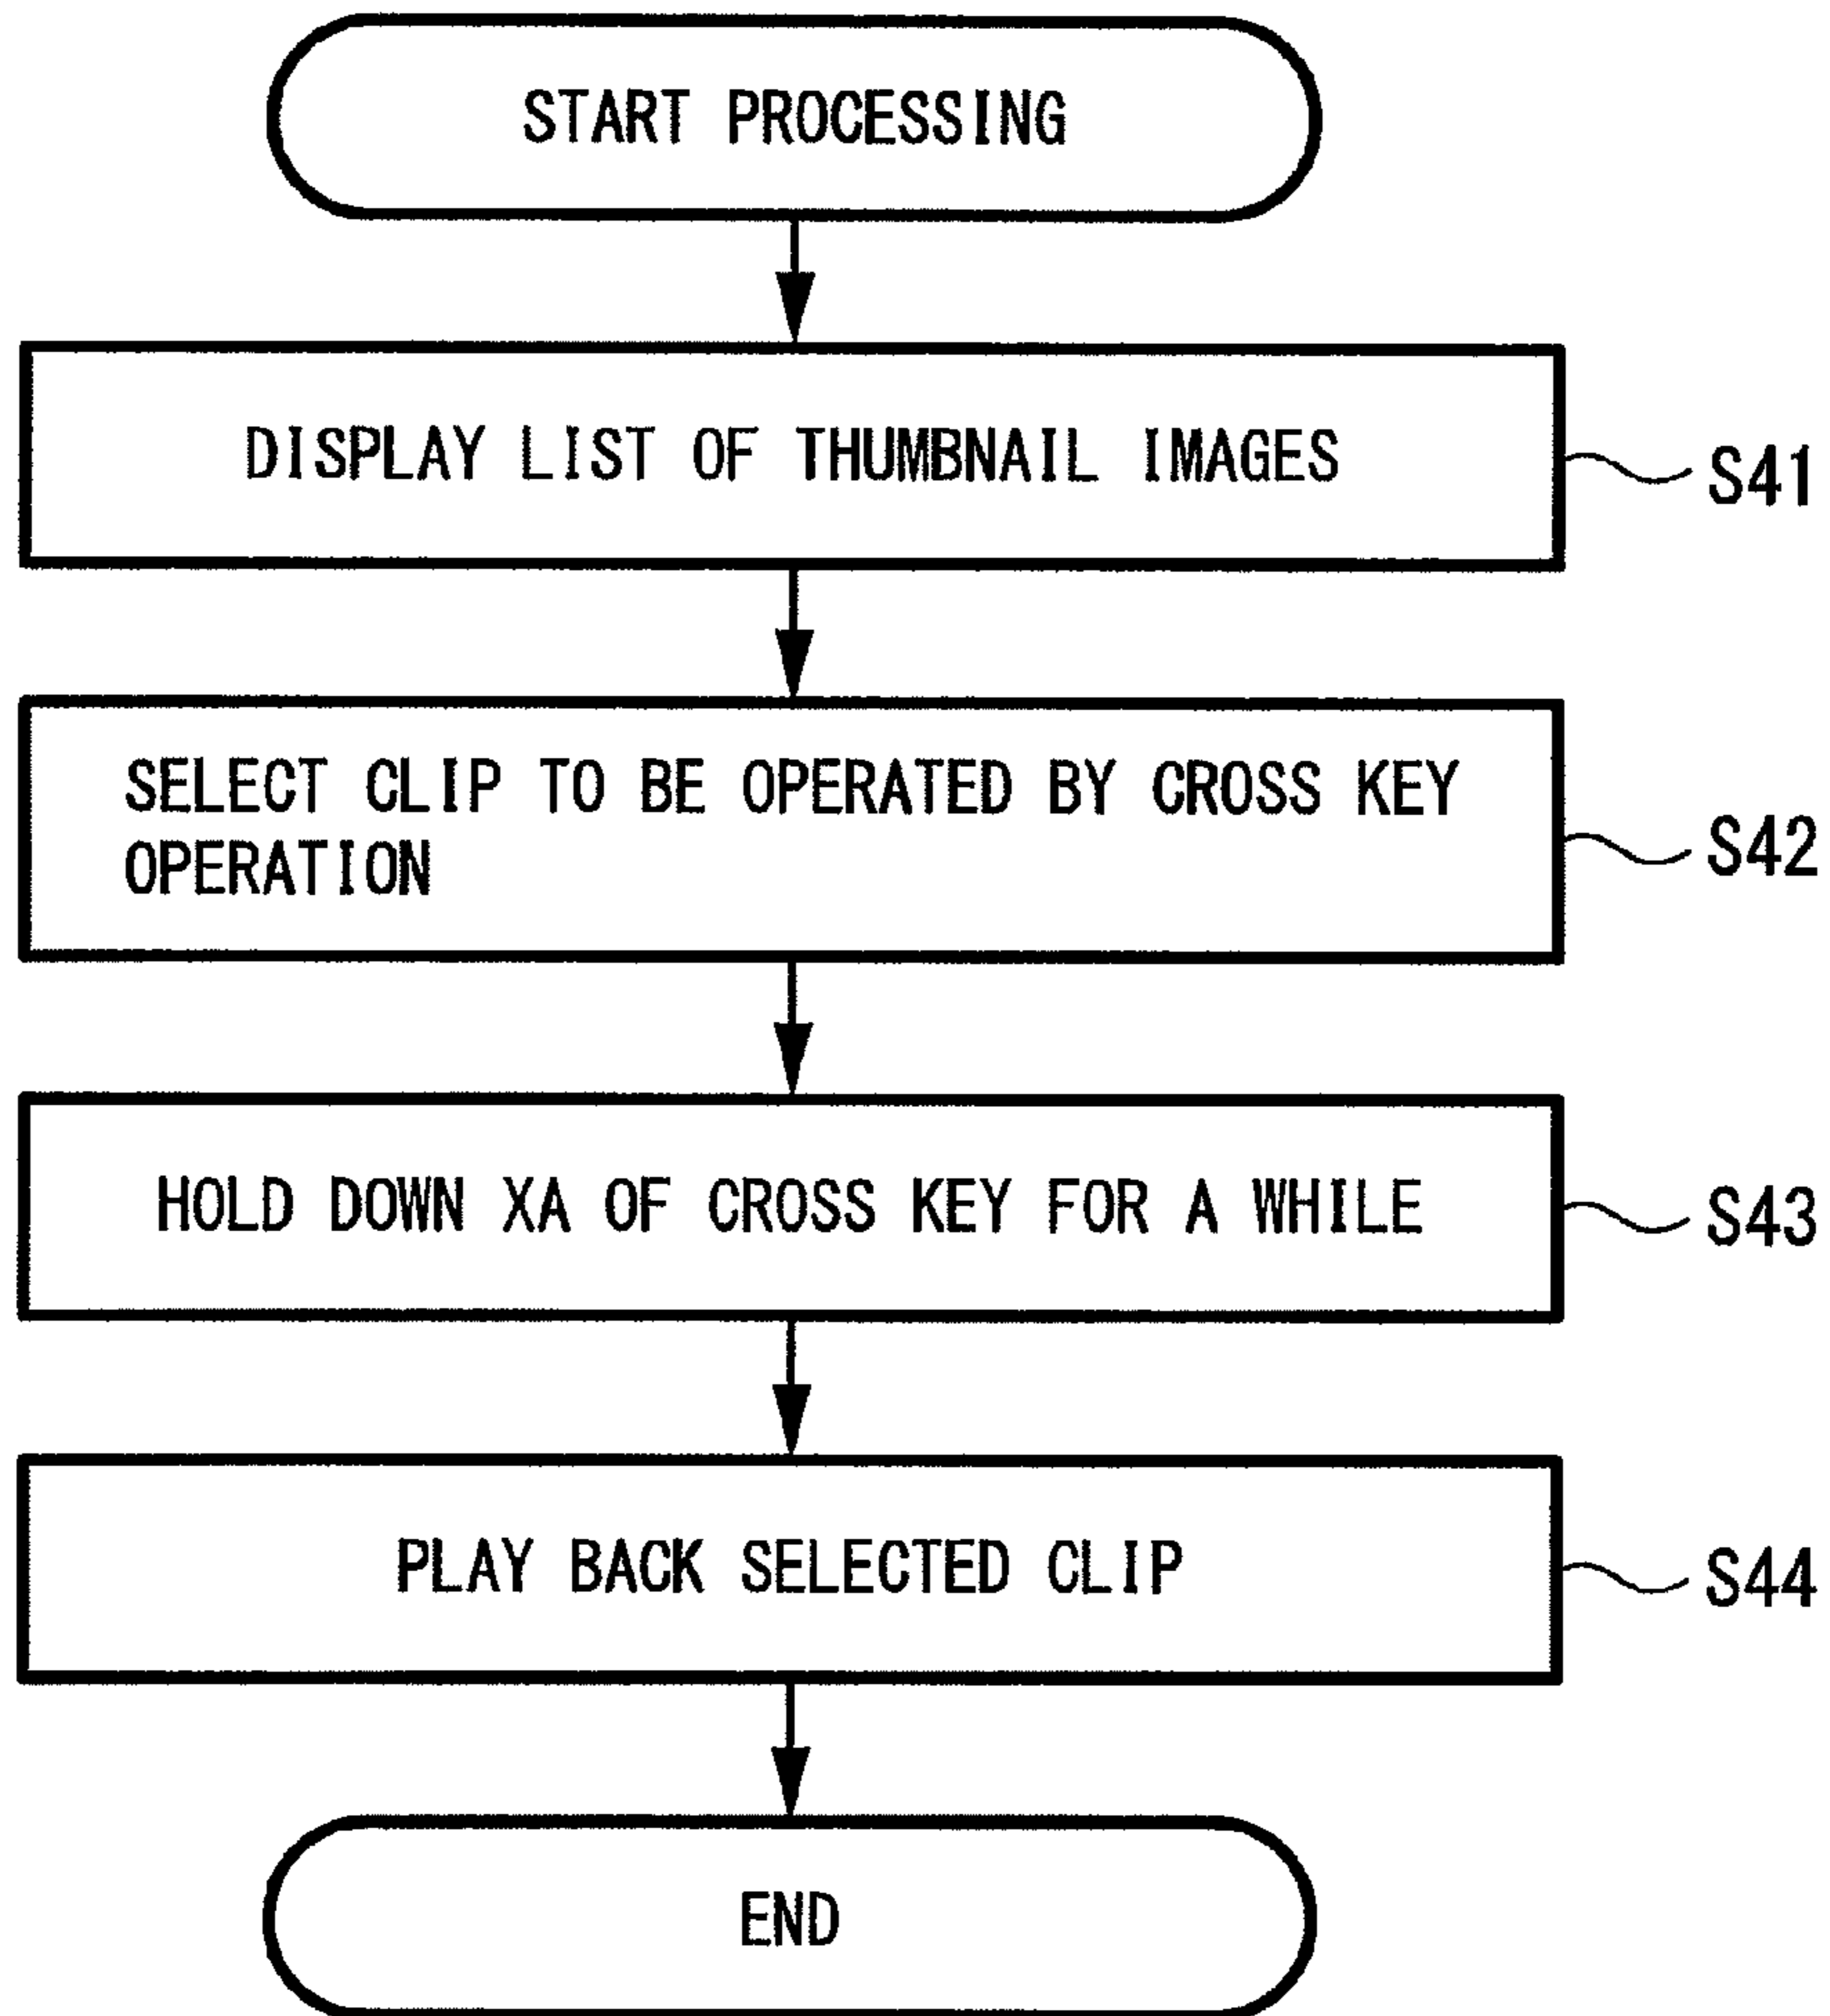 START PROCESSING
DISPLAY LIST OF THUMBNAIL IMAGES
S41
SELECT CLIP TO BE OPERATED BY CROSS KEY
OPERATION
S42
HOLD DOWN XA OF CROSS KEY FOR A WHILE
S43
PLAY BACK SELECTED CLIP
S44
END